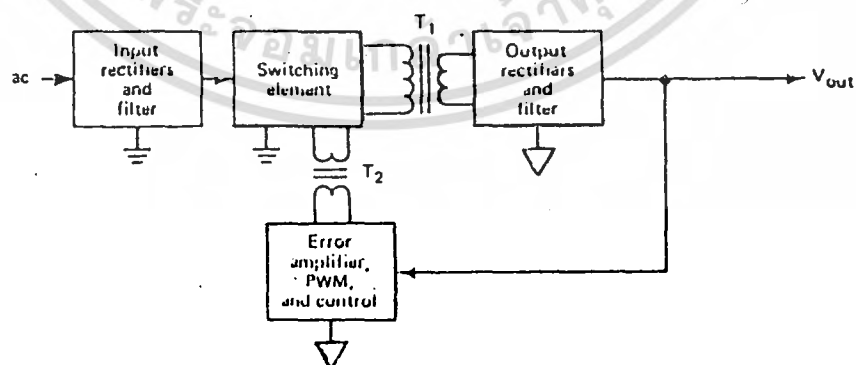 T1
Input
rectifiers
and
filter
Switching
element
Output
rectifiers
and
filter
ac
Vout
T2
Error
amplifier,
PWM,
and control